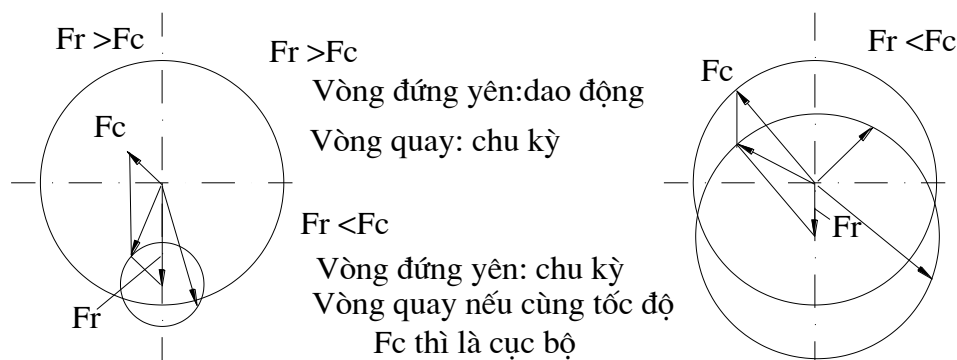 Fr >Fc
Fc
Fr
Fr >Fc
Vòng đứng yên:dao động
Vòng quay: chu kỳ
Fr <Fc
Vòng đứng yên: chu kỳ
Vòng quay nếu cùng tốc độ
Fc thì là cục bộ
Fr <Fc
Fc
Fr